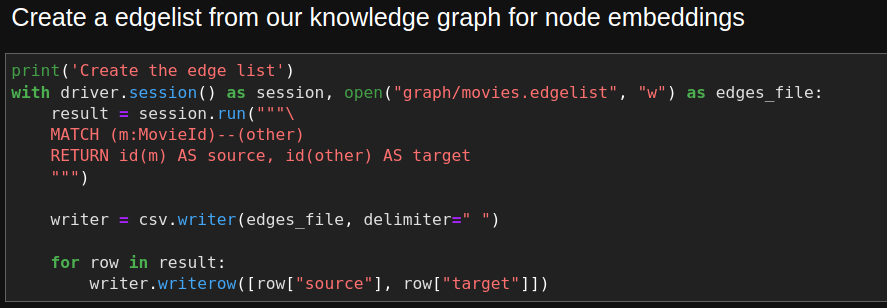 Create a edgelist from our knowledge graph for node embeddings
print('Create the edge list')
with driver.session() as session, open("graph/movies.edgelist", "w") as edges_file:
    result = session.run("""\
    MATCH (m:MovieId)--(other)
    RETURN id(m) AS source, id(other) AS target
    """)
    writer = csv.writer(edges_file, delimiter=" ")
    for row in result:
        writer.writerow([row["source"], row["target"]])